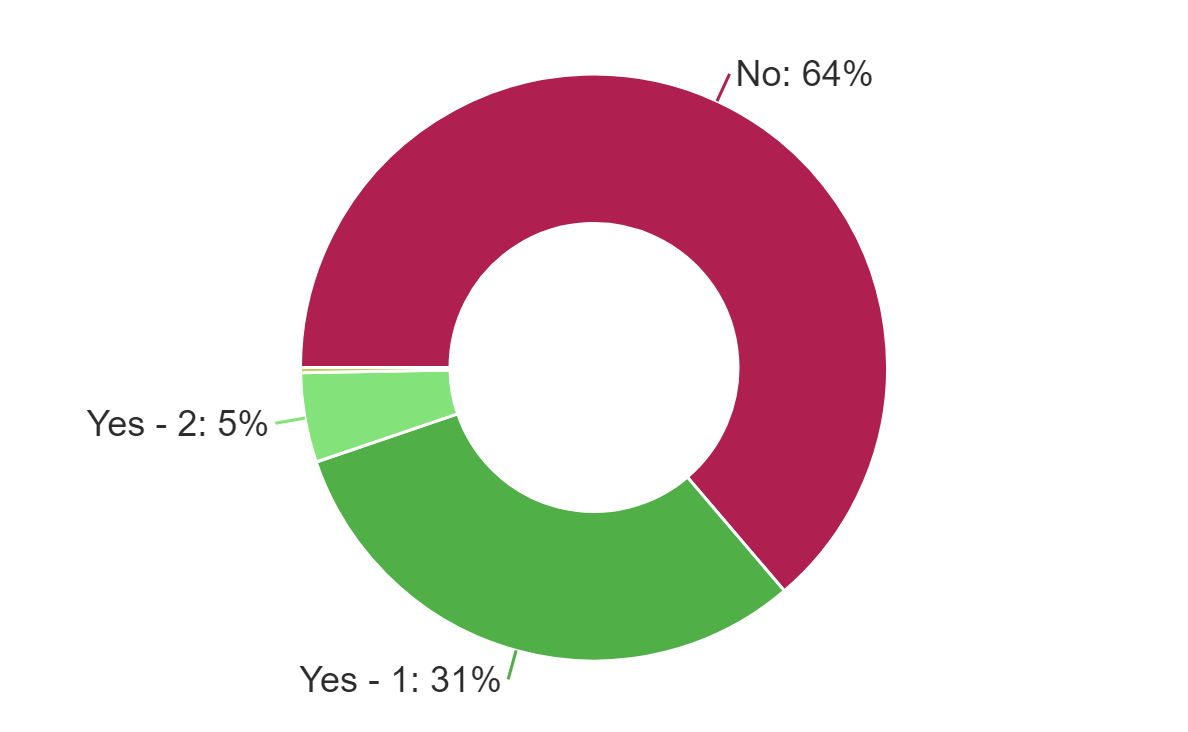 No: 64%
Yes - 2: 5%
Yes - 1: 31%